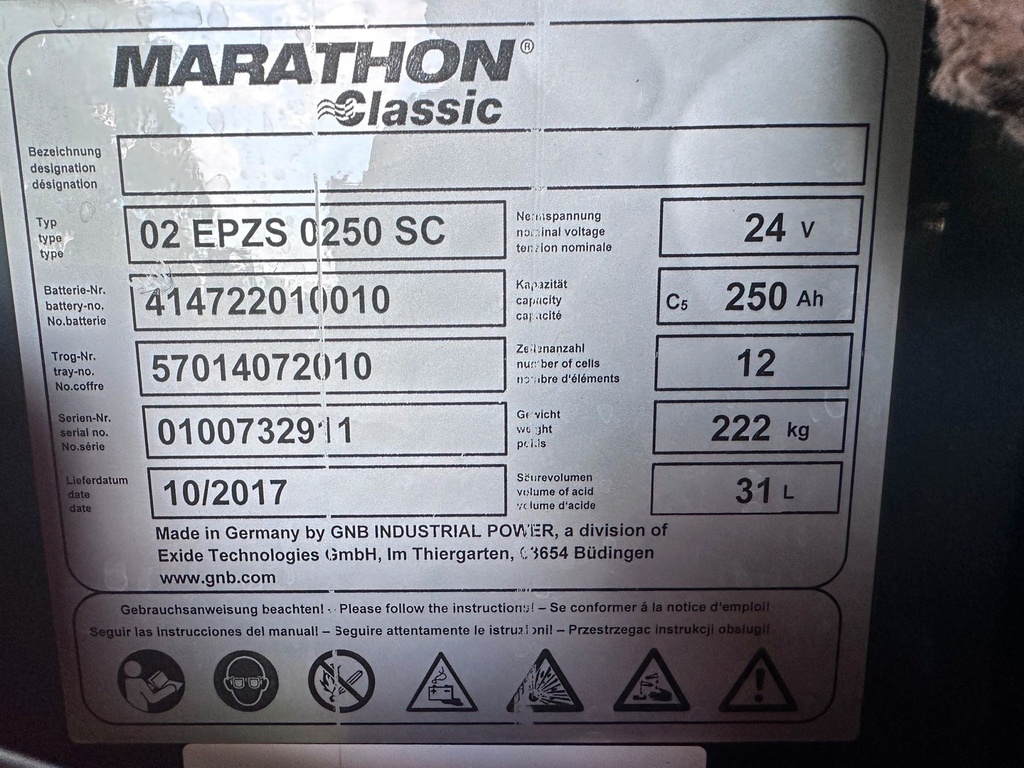 MARATHON®
Classic
Bezeichnung
designation
désignation
Typ
type
type
02 EPZS 0250 SC
Nennspannung
nominal voltage
tension nominale
24 V
Batterie-Nr.
battery-no.
No.batterie
414722010010
Kapazität
capacity
capacité
C5 250 Ah
Trog-Nr.
tray-no.
No.coffre
57014072010
Zellenanzahl
number of cells
nombre d'éléments
12
Serien-Nr.
serial no.
No.série
0100732911
Gewicht
weight
poids
222 kg
Lieferdatum
date
date
10/2017
Säurevolumen
volume of acid
volume d'acide
31 L
Made in Germany by GNB INDUSTRIAL POWER, a division of
Exide Technologies GmbH, Im Thiergarten, 63654 Büdingen
www.gnb.com
Gebrauchsanweisung beachten! - Please follow the instructions! – Se conformer á la notice d'emploi!
Seguir las instrucciones del manual! – Seguire attentamente le istruzioni! – Przestrzegac instrukcji obslugi!